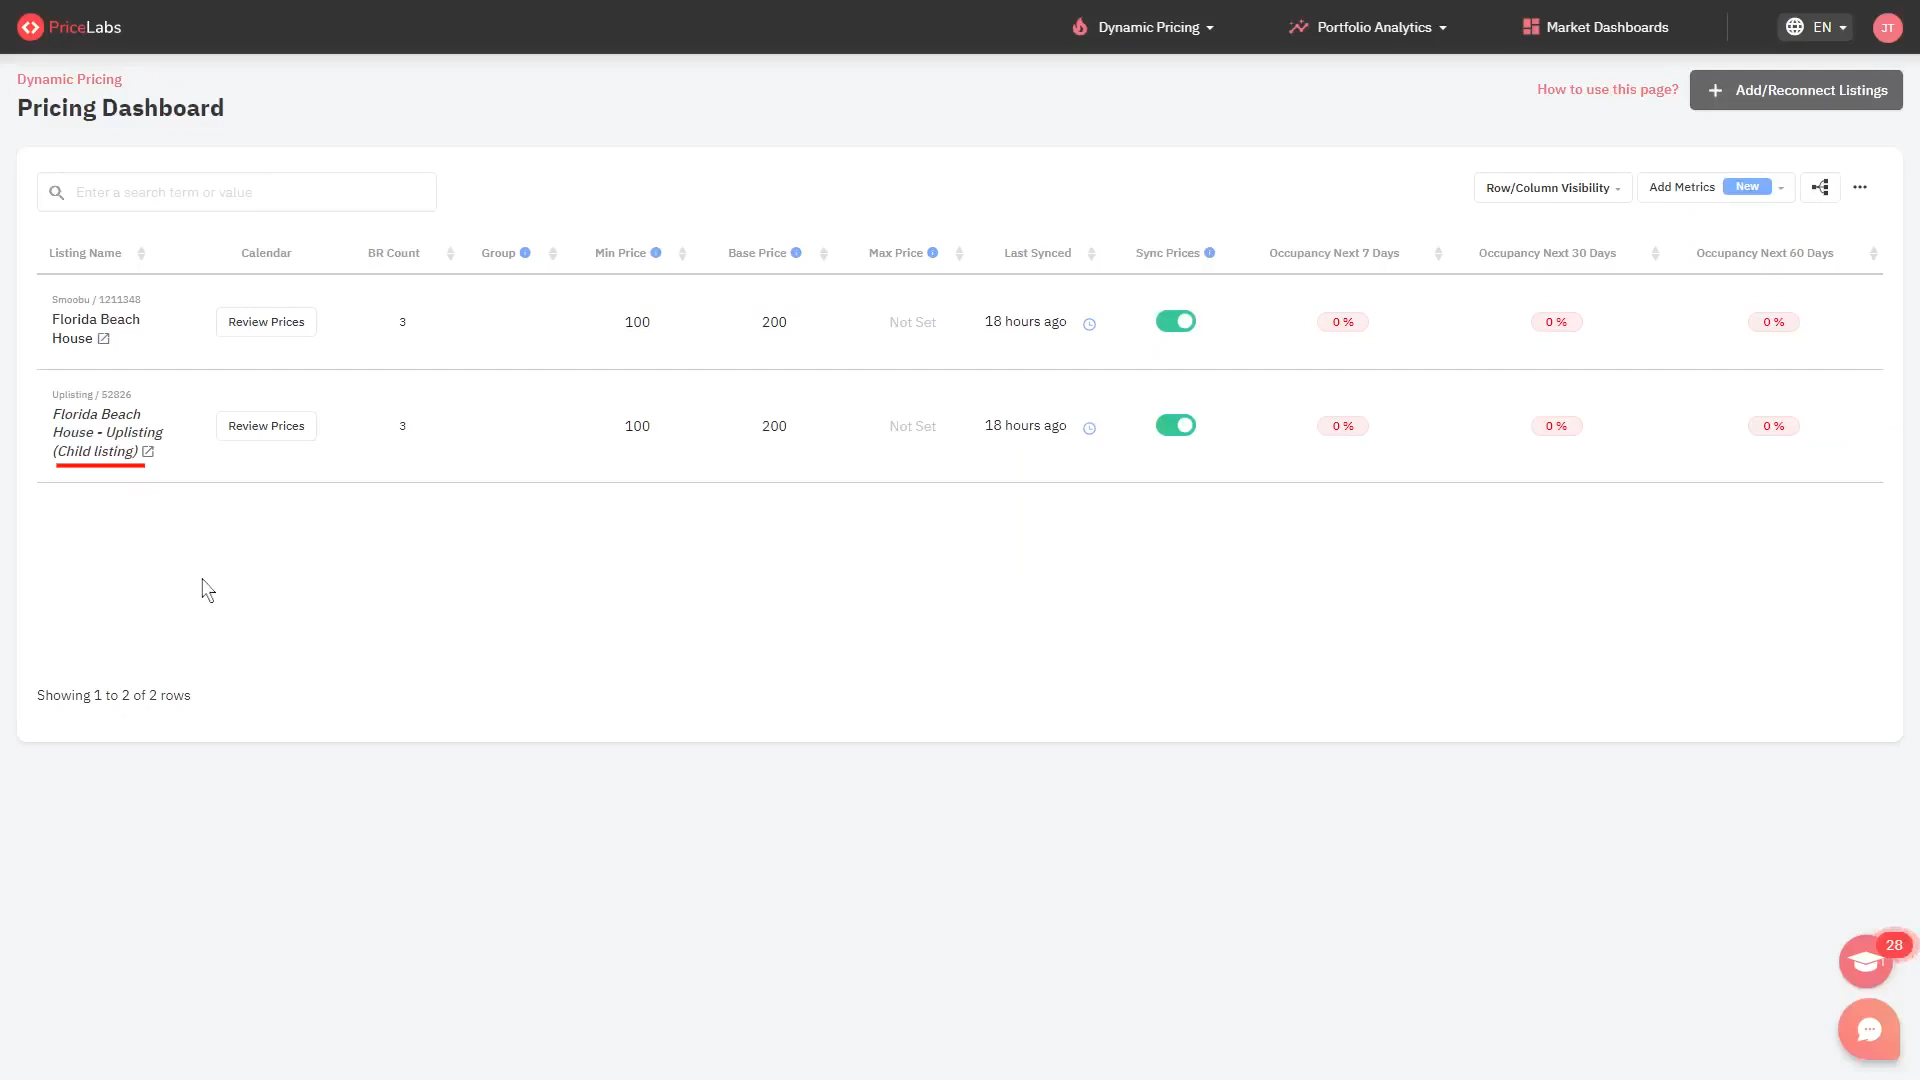 PriceLabs
Dynamic Pricing
Portfolio Analytics
Market Dashboards
EN
JT
Dynamic Pricing
Pricing Dashboard
How to use this page?
+ Add/Reconnect Listings
Enter a search term or value
Row/Column Visibility
Add Metrics New
Listing Name Calendar BR Count Group Min Price Base Price Max Price Last Synced Sync Prices Occupancy Next 7 Days Occupancy Next 30 Days Occupancy Next 60 Days
Smoobu / 1211348
Florida Beach
House
Review Prices 3 100 200 Not Set 18 hours ago 0 % 0 % 0 %
Uplisting / 52826
Florida Beach
House - Uplisting
(Child listing)
Review Prices 3 100 200 Not Set 18 hours ago 0 % 0 % 0 %
Showing 1 to 2 of 2 rows
28